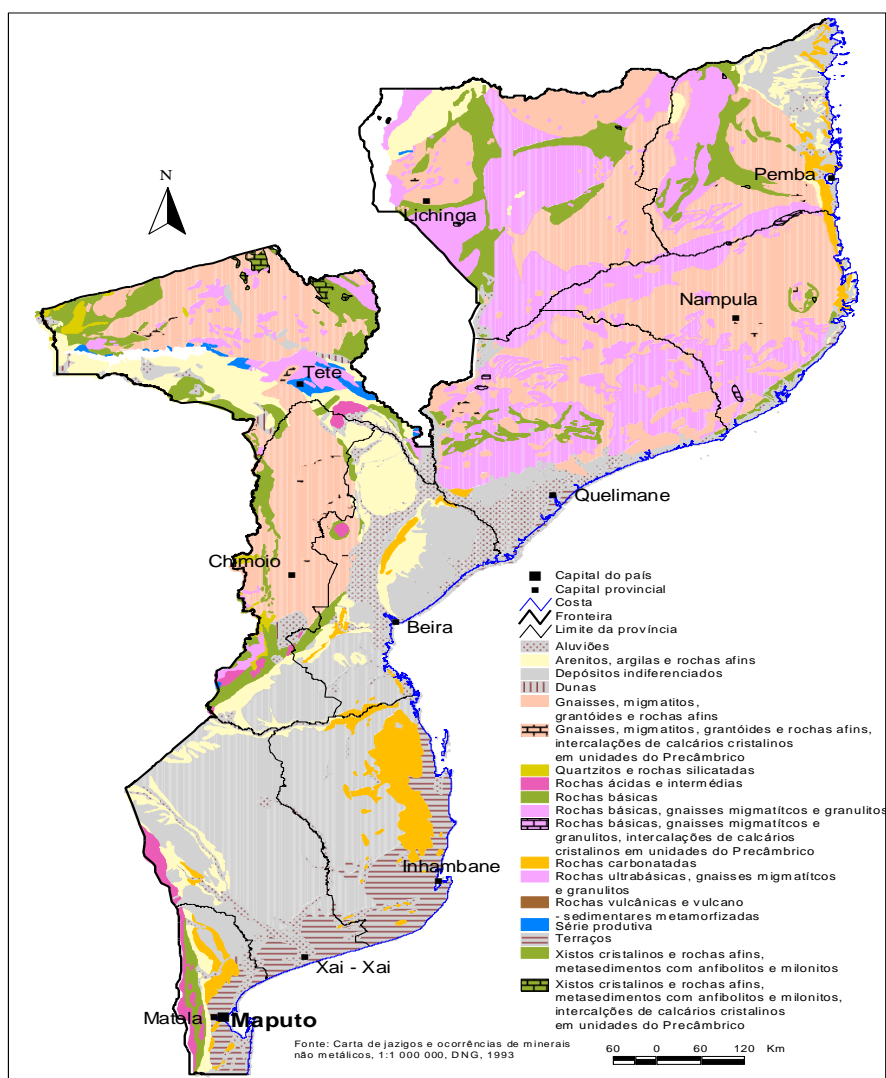 N
Pemba
Lichinga
Nampula
Tete
Quelimane
Chimoio
Beira
Inhambane
Xai - Xai
Matola
Maputo
Capital do país
Capital provincial
Costa
Fronteira
Limite da província
Aluviões
Arenitos, argilas e rochas afins
Depósitos indiferenciados
Dunas
Gnaisses, migmatitos,
grantóides e rochas afins
Gnaisses, migmatitos, grantóides e rochas afins,
intercalações de calcários cristalinos
em unidades do Precâmbrico
Quartzitos e rochas silicatadas
Rochas ácidas e intermédias
Rochas básicas
Rochas básicas, gnaisses migmatítcos e granulitos
Rochas básicas, gnaisses migmatítcos e
granulitos, intercalações de calcários
cristalinos em unidades do Precâmbrico
Rochas carbonatadas
Rochas ultrabásicas, gnaisses migmatítcos
e granulitos
Rochas vulcânicas e vulcano
- sedimentares metamorfizadas
Série produtiva
Terraços
Xistos cristalinos e rochas afins,
metasedimentos com anfibolitos e milonitos
Xistos cristalinos e rochas afins,
metasedimentos com anfibolitos e milonitos,
intercalções de calcários cristalinos
em unidades do Precâmbrico
Fonte: Carta de jazigos e ocorrências de minerais
não metálicos, 1:1 000 000, DNG, 1993
60 0 60 120 Km